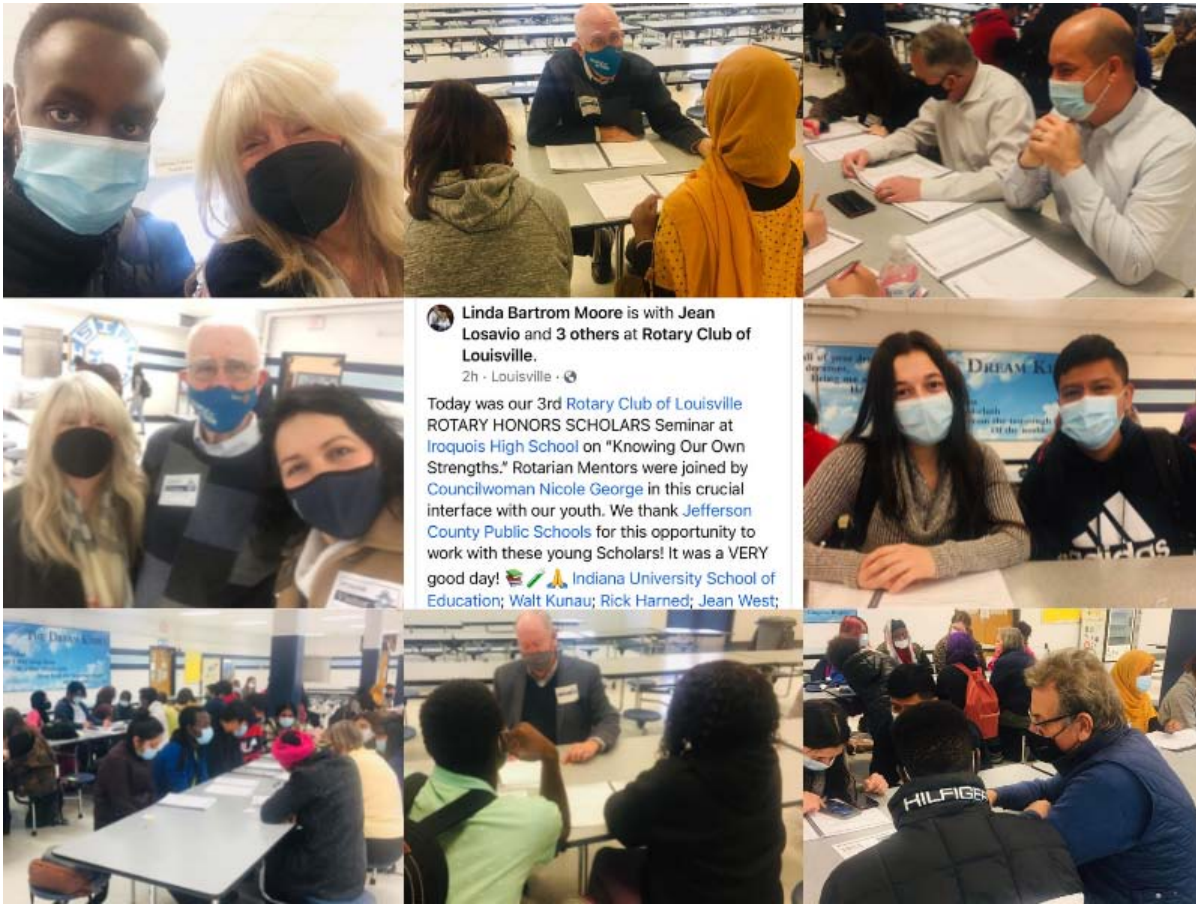 Linda Bartrom Moore is with Jean
Losavio and 3 others at Rotary Club of
Louisville.
2h · Louisville ·
Today was our 3rd Rotary Club of Louisville
ROTARY HONORS SCHOLARS Seminar at
Iroquois High School on “Knowing Our Own
Strengths.” Rotarian Mentors were joined by
Councilwoman Nicole George in this crucial
interface with our youth. We thank Jefferson
County Public Schools for this opportunity to
work with these young Scholars! It was a VERY
good day! 📚🧪🙏 Indiana University School of
Education; Walt Kunau; Rick Harned; Jean West;
DREAM
adidas
THE DREAM
HILFIGER